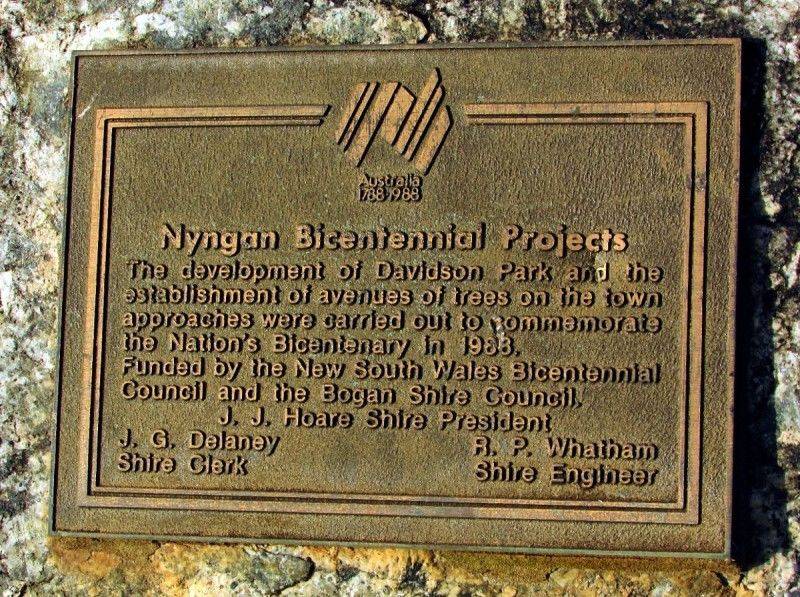 Australia
1788-1988
Nyngan Bicentennial Projects
The development of Davidson Park and the
establishment of avenues of trees on the town
approaches were carried out to commemorate
the Nation's Bicentenary in 1988.
Funded by the New South Wales Bicentennial
Council and the Bogan Shire Council.
J. J. Hoare Shire President
J. G. Delaney R. P. Whatham
Shire Clerk Shire Engineer